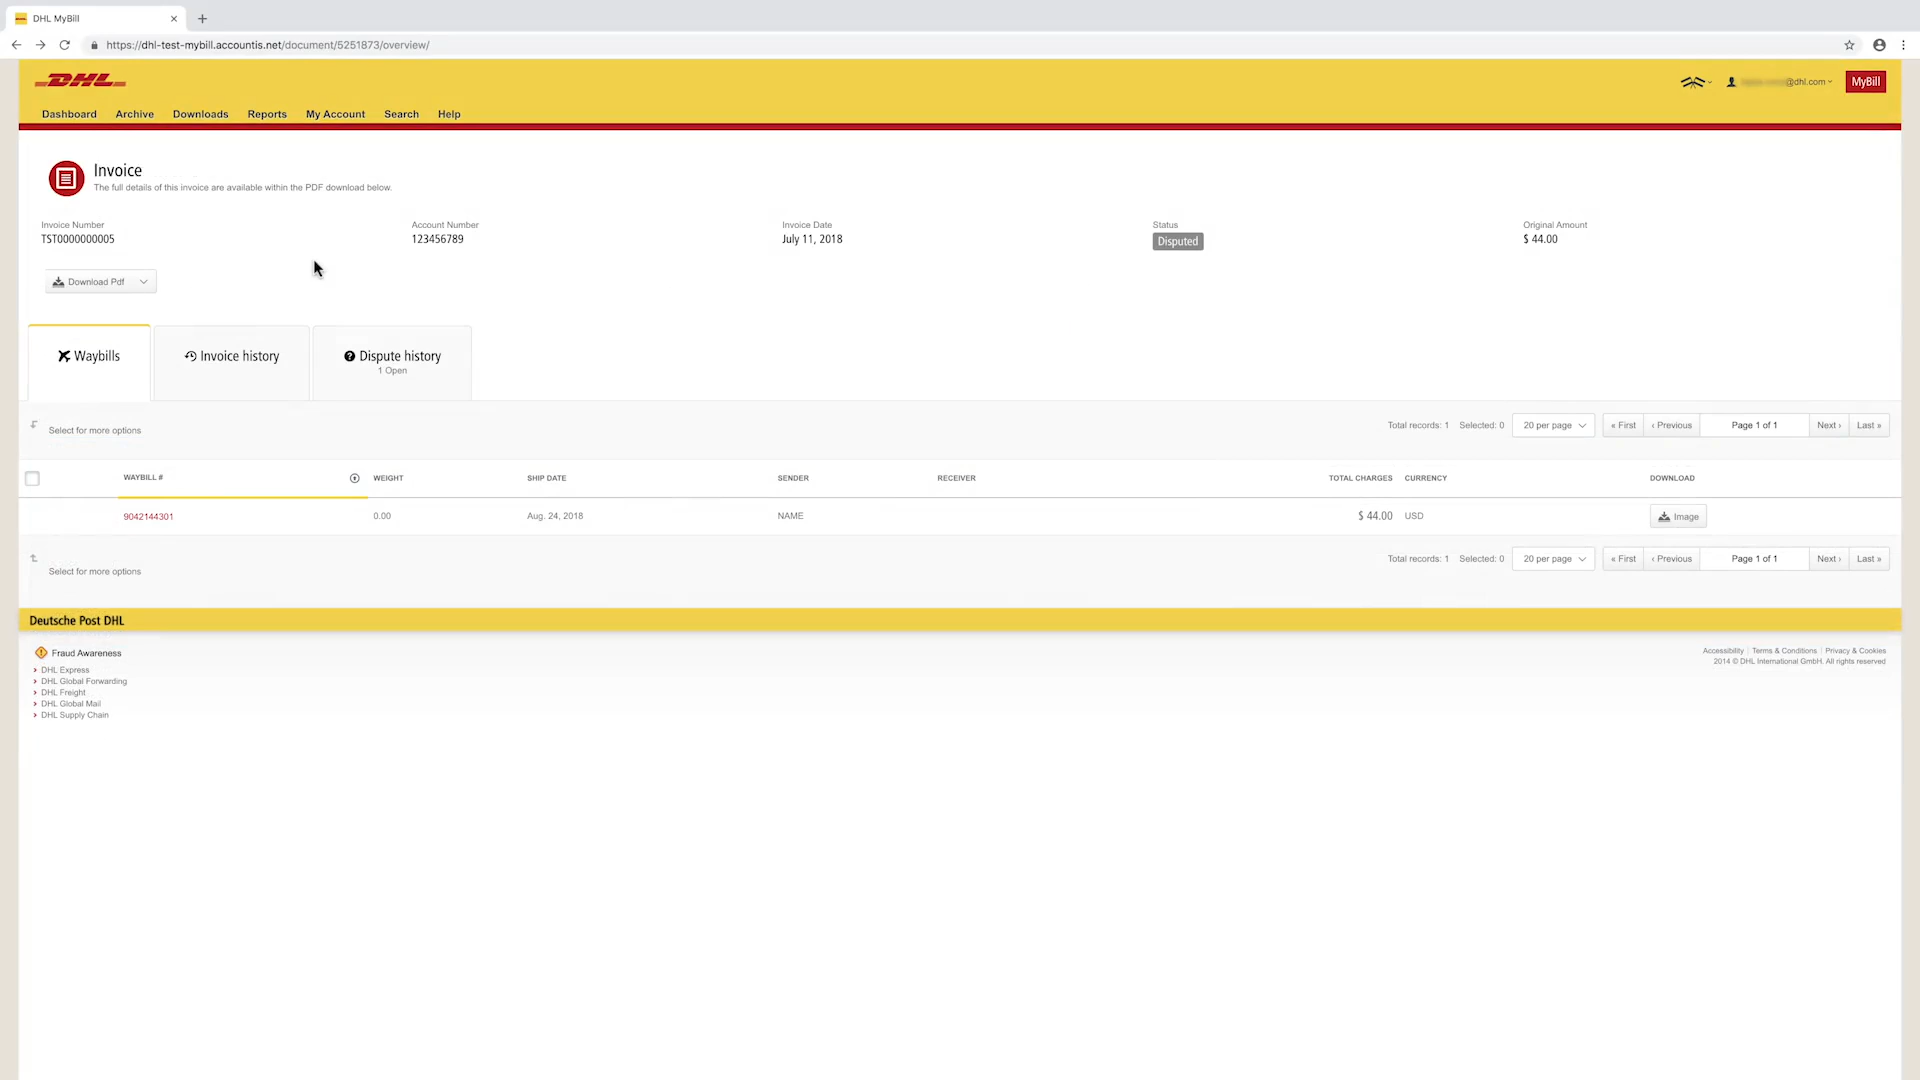 DHL MyBill
https://dhl-test-mybill.accountis.net/document/5251873/overview/
DHL
@dhl.com
MyBill
Dashboard Archive Downloads Reports My Account Search Help
Invoice
The full details of this invoice are available within the PDF download below.
Invoice Number Account Number Invoice Date Status Original Amount
TST0000000005 123456789 July 11, 2018 Disputed $ 44.00
Download Pdf
Waybills Invoice history Dispute history
1 Open
Select for more options Total records: 1 Selected: 0 20 per page « First ‹ Previous Page 1 of 1 Next › Last »
WAYBILL # WEIGHT SHIP DATE SENDER RECEIVER TOTAL CHARGES CURRENCY DOWNLOAD
9042144301 0.00 Aug. 24, 2018 NAME $ 44.00 USD Image
Select for more options Total records: 1 Selected: 0 20 per page « First ‹ Previous Page 1 of 1 Next › Last »
Deutsche Post DHL
Fraud Awareness
DHL Express
DHL Global Forwarding
DHL Freight
DHL Global Mail
DHL Supply Chain
Accessibility | Terms & Conditions | Privacy & Cookies
2014 © DHL International GmbH. All rights reserved